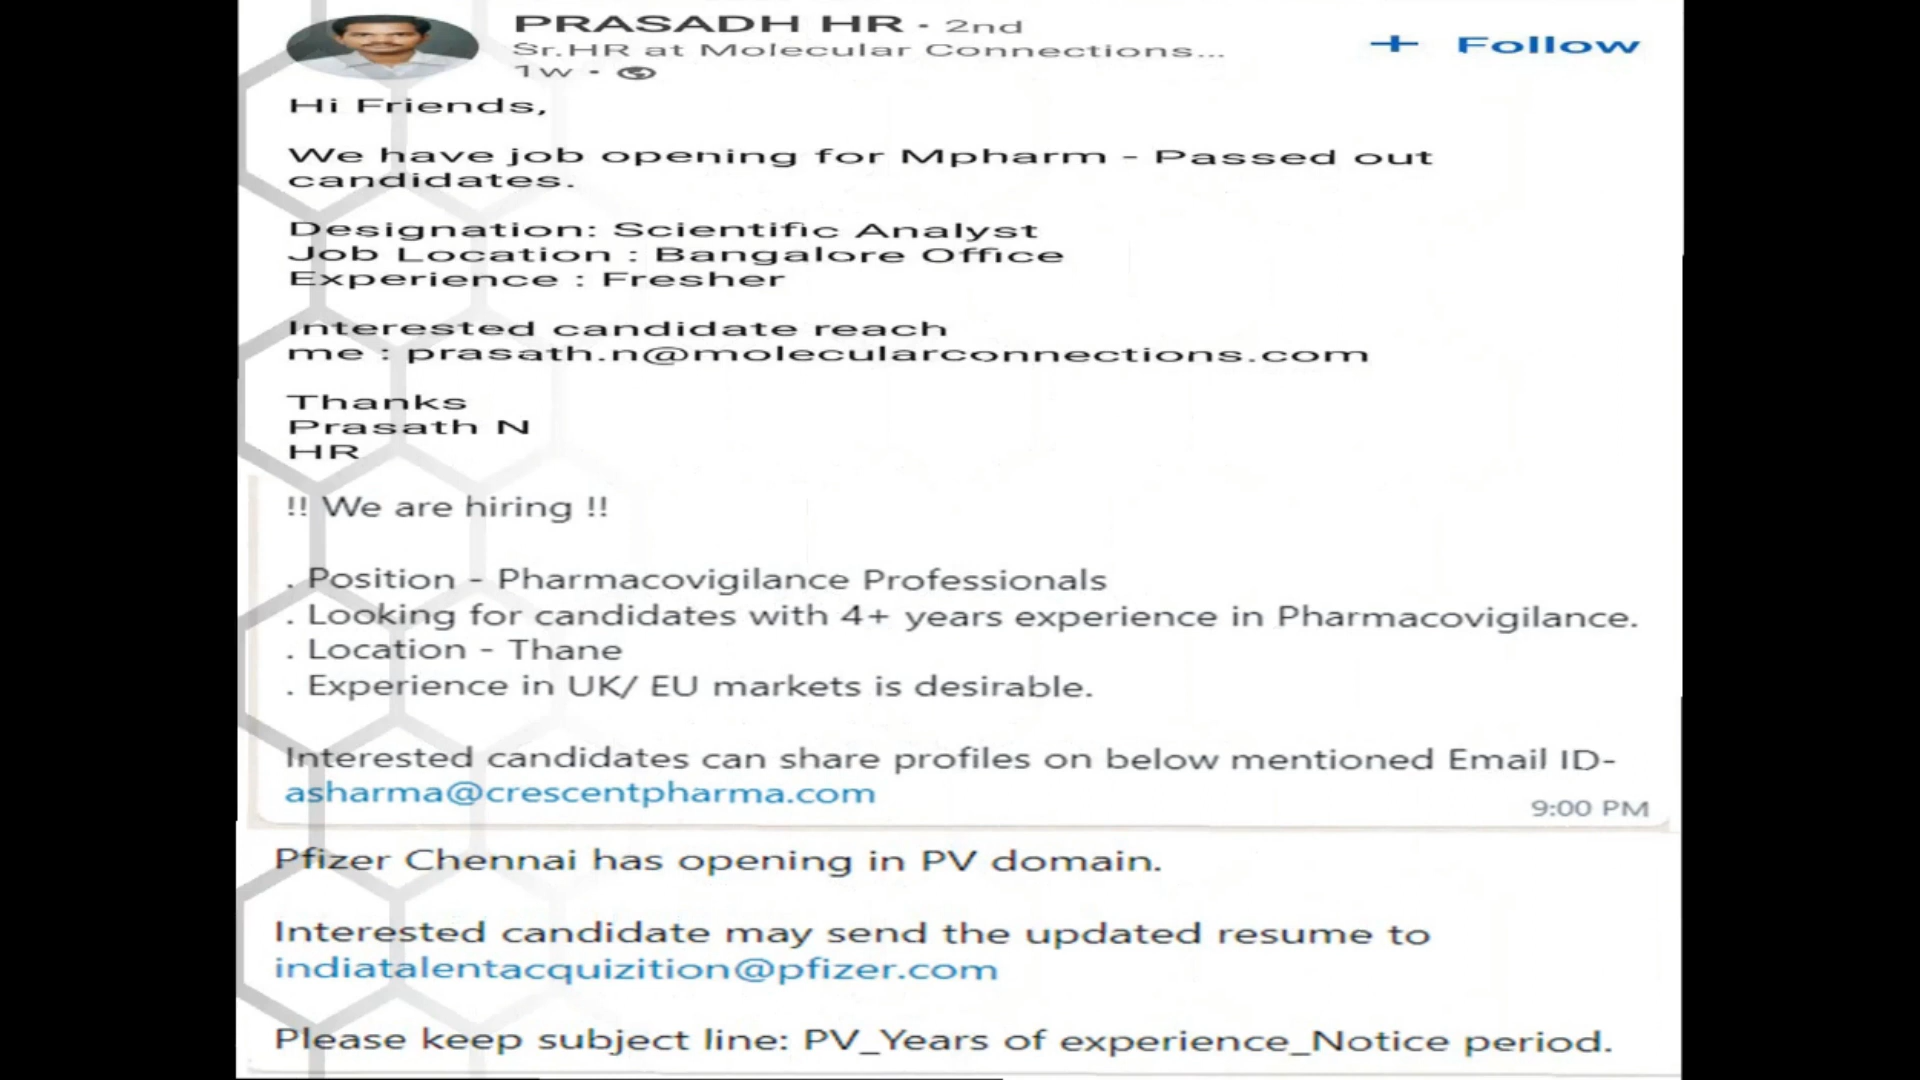 PRASADH HR • 2nd
Sr.HR at Molecular Connections...
1w •
+ Follow
Hi Friends,
We have job opening for Mpharm - Passed out
candidates.
Designation: Scientific Analyst
Job Location : Bangalore Office
Experience : Fresher
Interested candidate reach
me : prasath.n@molecularconnections.com
Thanks
Prasath N
HR
!! We are hiring !!
. Position - Pharmacovigilance Professionals
. Looking for candidates with 4+ years experience in Pharmacovigilance.
. Location - Thane
. Experience in UK/ EU markets is desirable.
Interested candidates can share profiles on below mentioned Email ID-
asharma@crescentpharma.com
9:00 PM
Pfizer Chennai has opening in PV domain.
Interested candidate may send the updated resume to
indiatalentacquizition@pfizer.com
Please keep subject line: PV_Years of experience_Notice period.